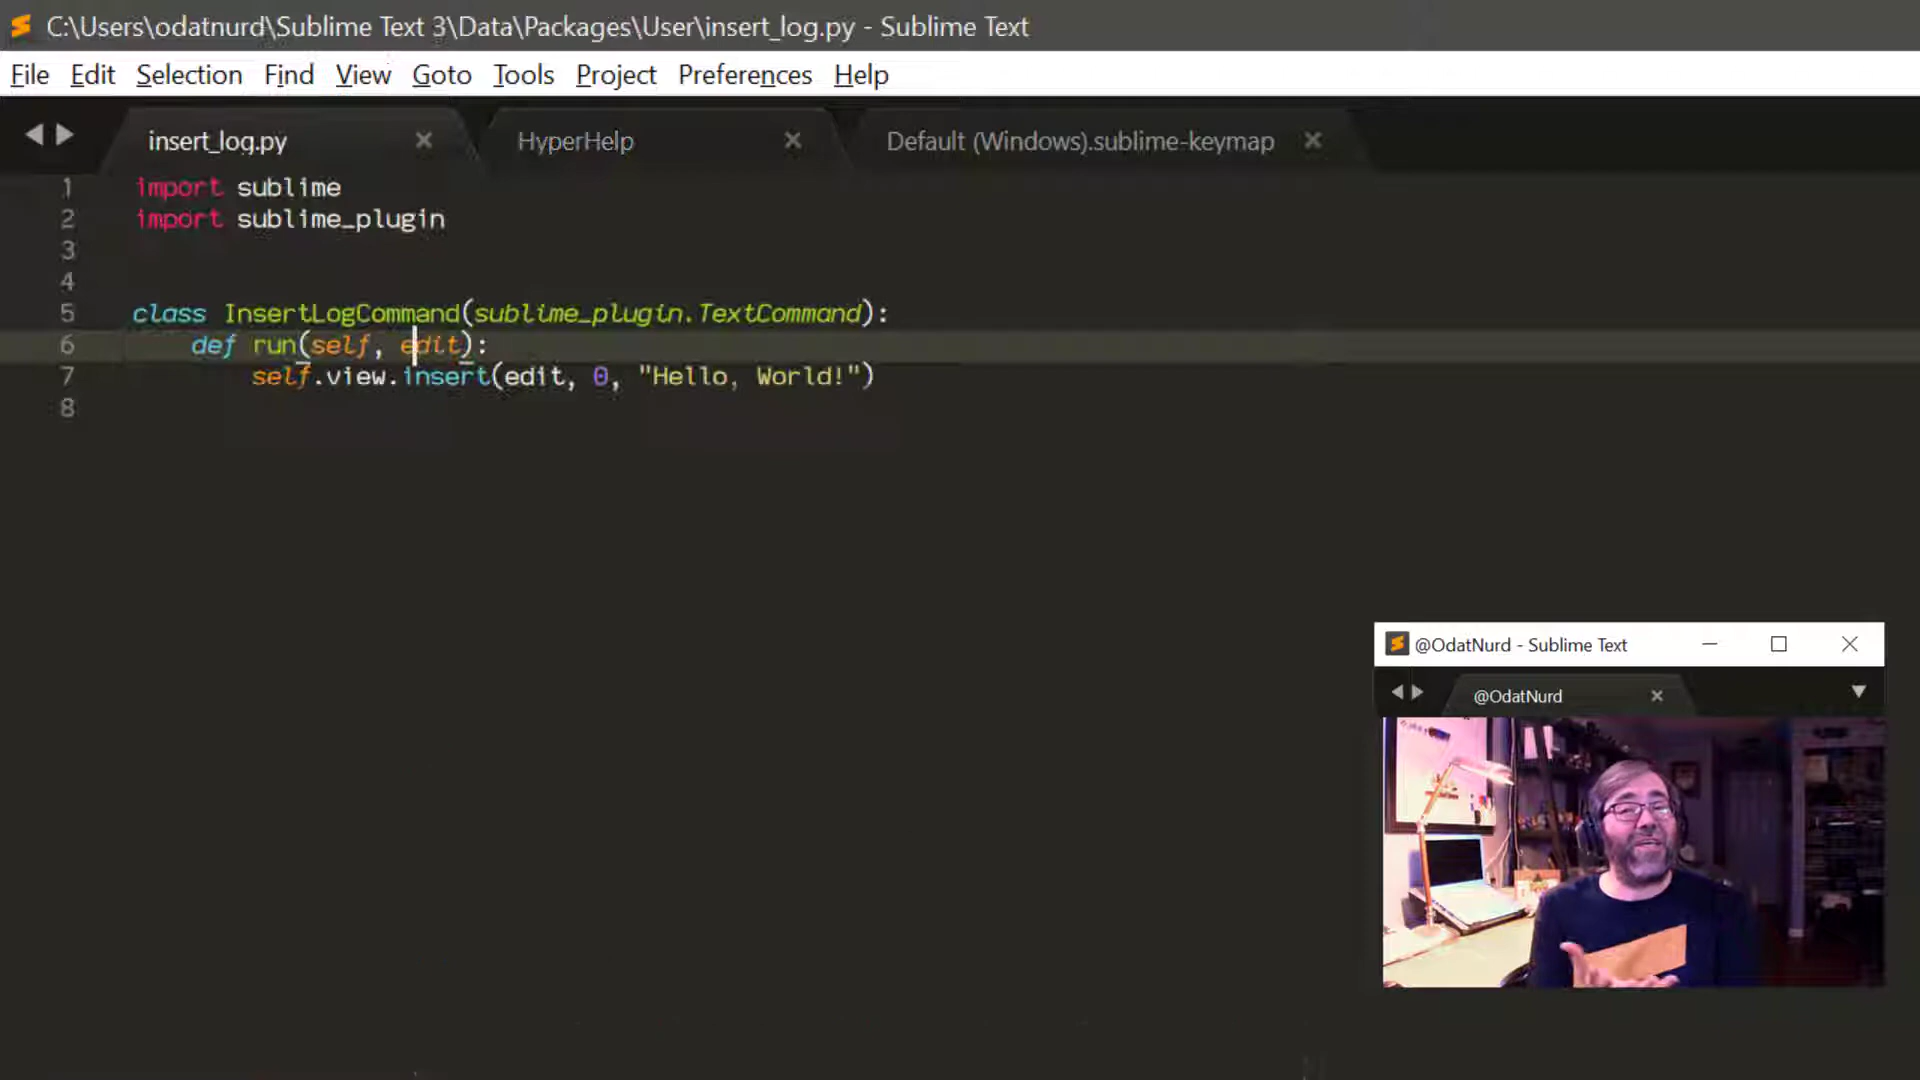 C:\Users\odatnurd\Sublime Text 3\Data\Packages\User\insert_log.py - Sublime Text
File Edit Selection Find View Goto Tools Project Preferences Help
insert_log.py HyperHelp Default (Windows).sublime-keymap
1 import sublime
2 import sublime_plugin
3
4
5 class InsertLogCommand(sublime_plugin.TextCommand):
6 def run(self, edit):
7 self.view.insert(edit, 0, "Hello, World!")
8
@OdatNurd - Sublime Text
@OdatNurd